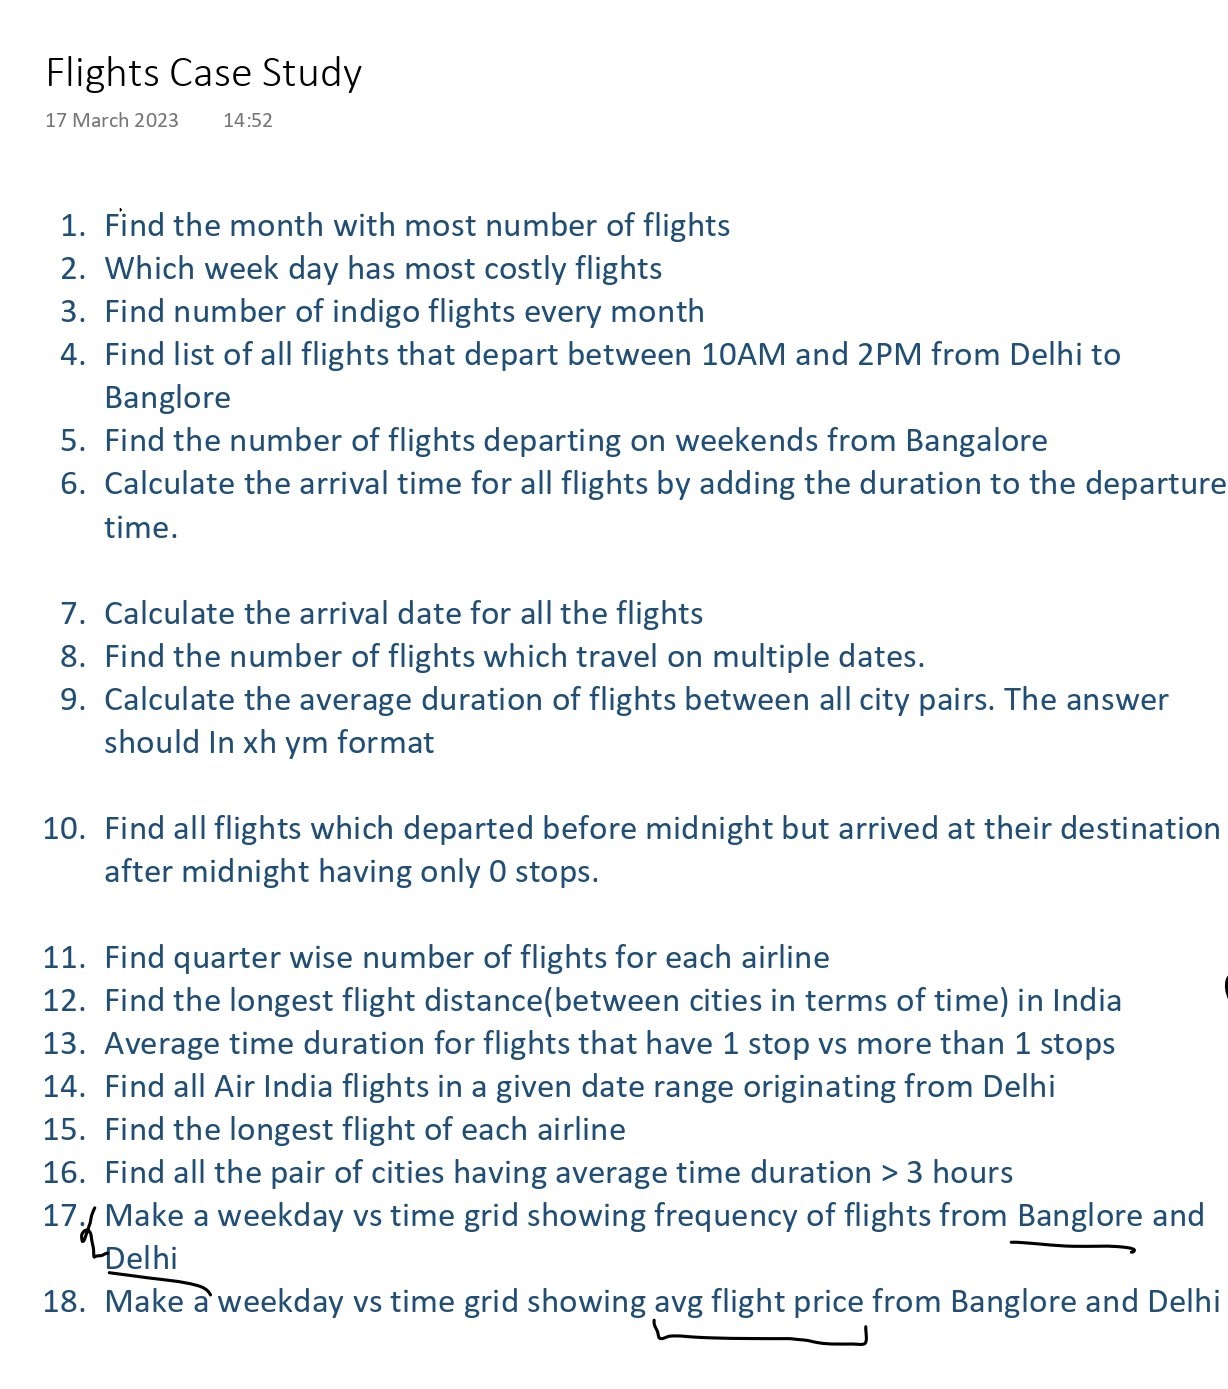 Flights Case Study
17 March 2023 14:52
1. Find the month with most number of flights
2. Which week day has most costly flights
3. Find number of indigo flights every month
4. Find list of all flights that depart between 10AM and 2PM from Delhi to
Banglore
5. Find the number of flights departing on weekends from Bangalore
6. Calculate the arrival time for all flights by adding the duration to the departure
time.
7. Calculate the arrival date for all the flights
8. Find the number of flights which travel on multiple dates.
9. Calculate the average duration of flights between all city pairs. The answer
should In xh ym format
10. Find all flights which departed before midnight but arrived at their destination
after midnight having only 0 stops.
11. Find quarter wise number of flights for each airline
12. Find the longest flight distance(between cities in terms of time) in India
13. Average time duration for flights that have 1 stop vs more than 1 stops
14. Find all Air India flights in a given date range originating from Delhi
15. Find the longest flight of each airline
16. Find all the pair of cities having average time duration > 3 hours
17. Make a weekday vs time grid showing frequency of flights from Banglore and
Delhi
18. Make a weekday vs time grid showing avg flight price from Banglore and Delhi